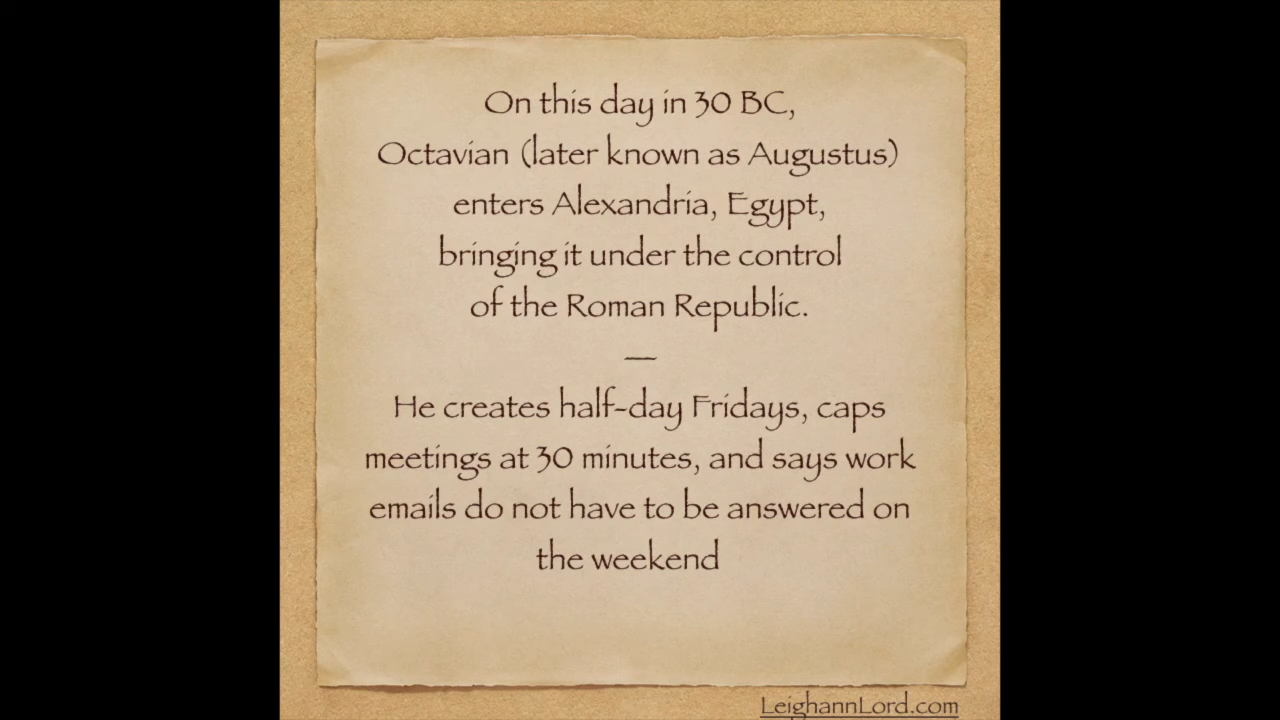 On this day in 30 BC,
Octavian (later known as Augustus)
enters Alexandria, Egypt,
bringing it under the control
of the Roman Republic.
—
He creates half-day Fridays, caps
meetings at 30 minutes, and says work
emails do not have to be answered on
the weekend
LeighannLord.com